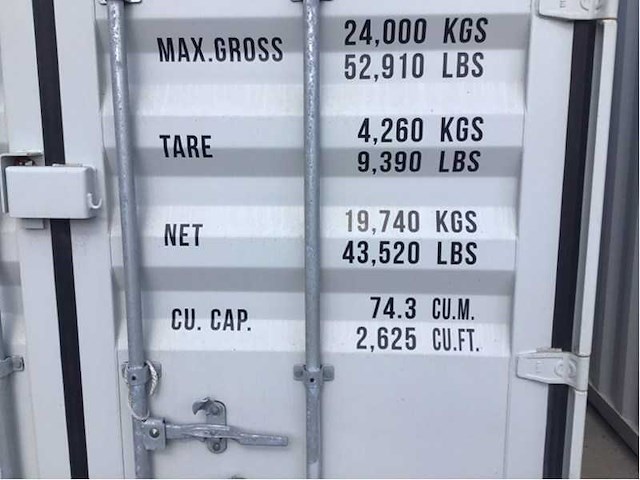 MAX.GROSS 24,000 KGS
52,910 LBS
TARE 4,260 KGS
9,390 LBS
NET 19,740 KGS
43,520 LBS
CU. CAP. 74.3 CU.M.
2,625 CU.FT.